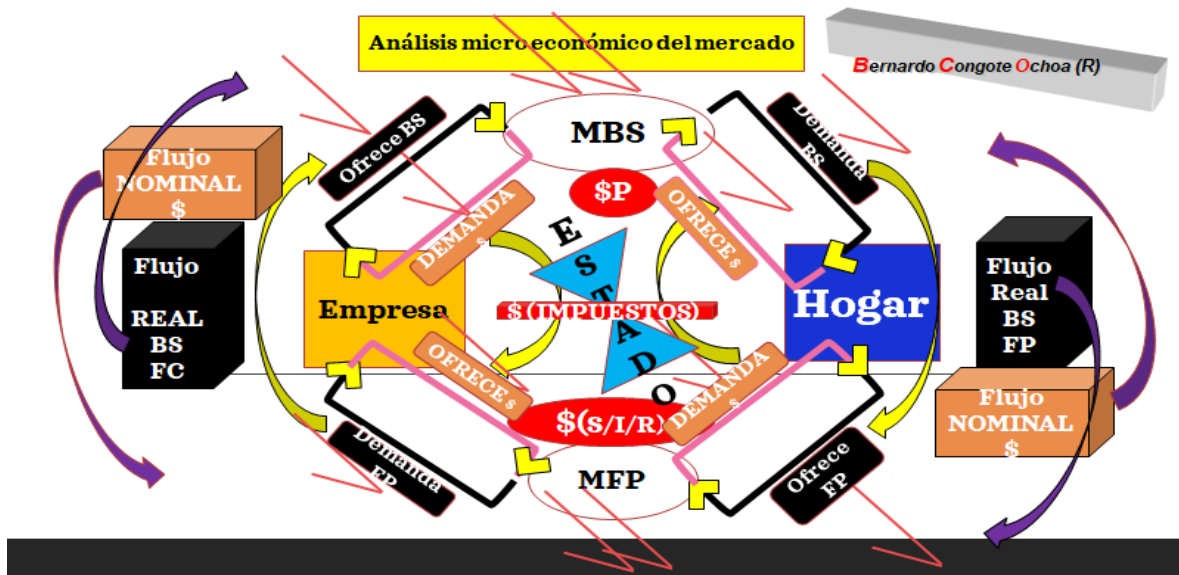 Análisis micro económico del mercado
Bernardo Congote Ochoa (R)
MBS
Ofrece BS
Demanda
BS
Flujo
NOMINAL
$
$P
DEMANDA
$
OFRECE $
ESTADO
Flujo
REAL
BS
FC
Flujo
Real
BS
FP
Empresa
$ (IMPUESTOS)
Hogar
OFRECE $
DEMANDA
$
Flujo
NOMINAL
$
$(s/I/R)
Demanda
FP
MFP
Ofrece
FP